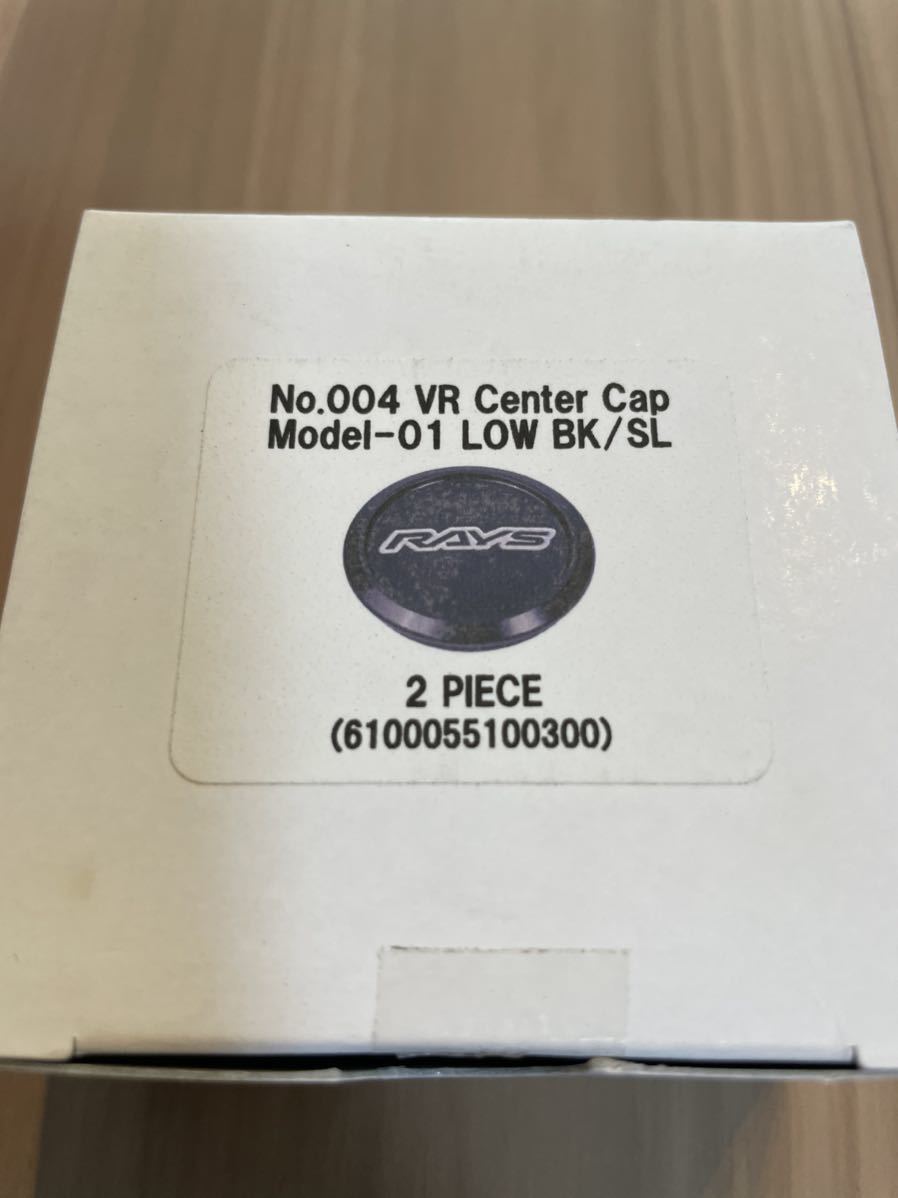 No.004 VR Center Cap
Model-01 LOW BK/SL
RAYS
2 PIECE
(6100055100300)